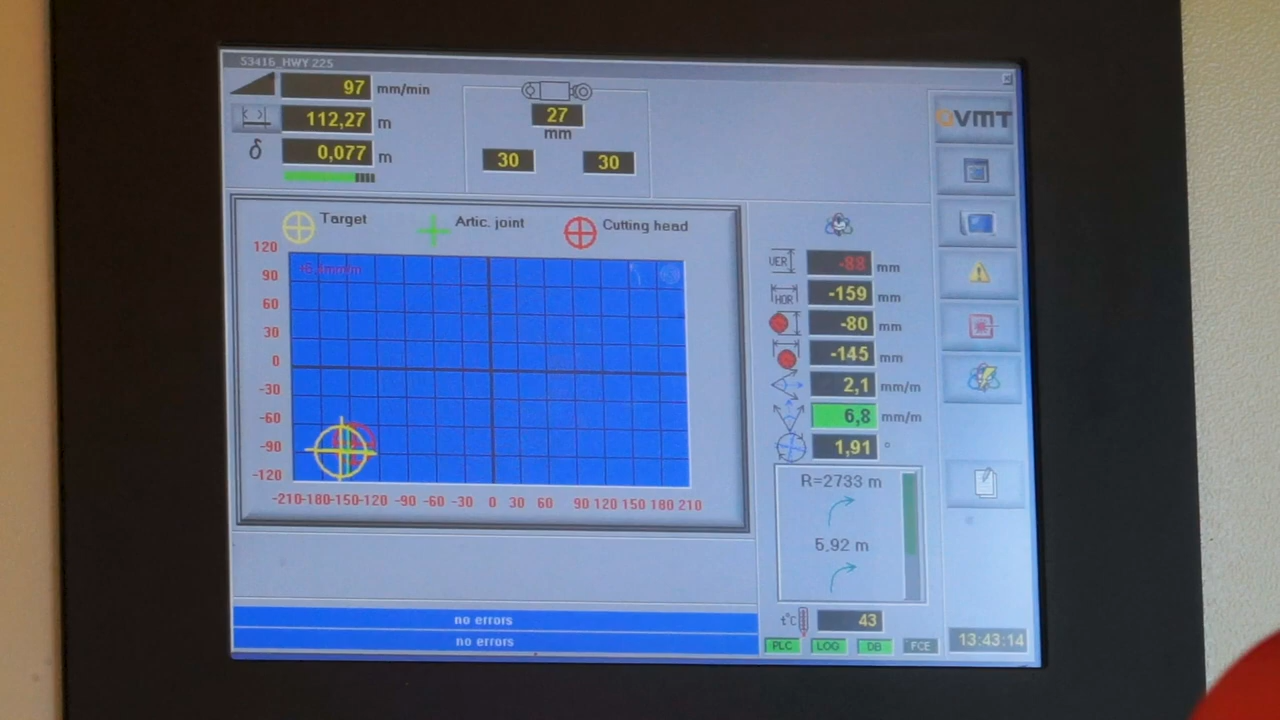 53416_HWY 225
97 mm/min
112,27 m
δ 0,077 m
27
mm
30 30
VMT
Target Artic. joint Cutting head
120
90
60
30
0
-30
-60
-90
-120
-210 -180 -150 -120 -90 -60 -30 0 30 60 90 120 150 180 210
VER -88 mm
HOR -159 mm
-80 mm
-145 mm
2,1 mm/m
6,8 mm/m
1,91 °
R=2733 m
5,92 m
no errors
no errors
t°C 43
PLC LOG DB FCE
13:43:14